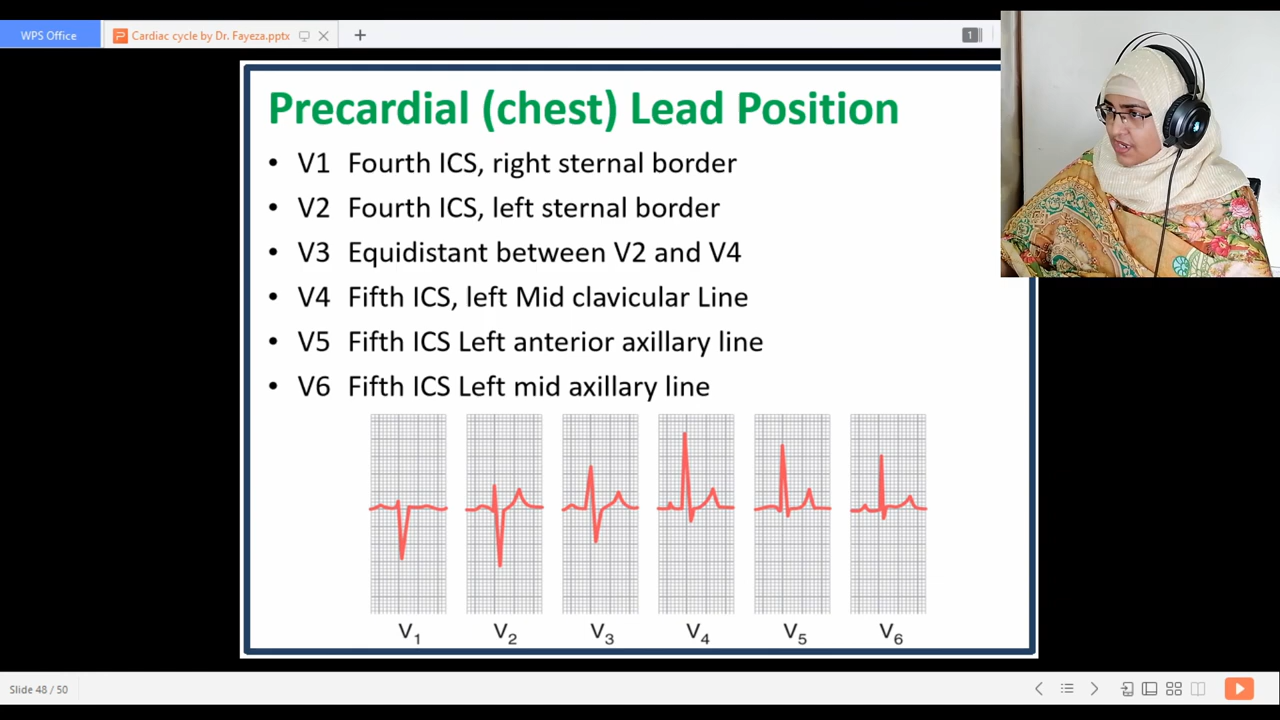 WPS Office
Cardiac cycle by Dr. Fayeza.pptx
1
Precardial (chest) Lead Position
• V1 Fourth ICS, right sternal border
• V2 Fourth ICS, left sternal border
• V3 Equidistant between V2 and V4
• V4 Fifth ICS, left Mid clavicular Line
• V5 Fifth ICS Left anterior axillary line
• V6 Fifth ICS Left mid axillary line
V1 V2 V3 V4 V5 V6
Slide 48 / 50